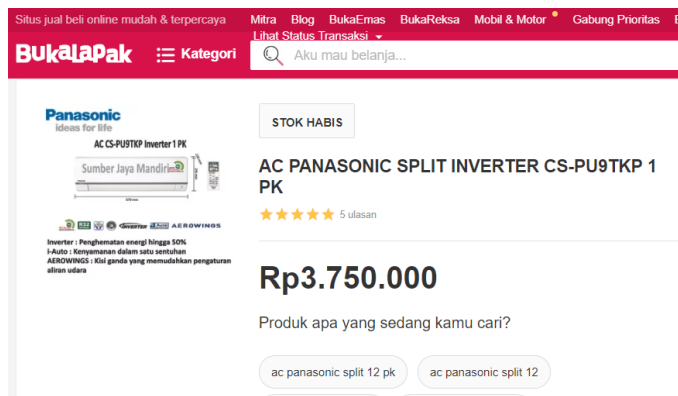 Situs jual beli online mudah & terpercaya
Mitra Blog BukaEmas BukaReksa Mobil & Motor Gabung Prioritas
Lihat Status Transaksi
BukaLapak
Kategori
Aku mau belanja...
Panasonic
ideas for life
AC CS-PU9TKP Inverter 1 PK
Sumber Jaya Mandiri
INVERTER
AEROWINGS
Inverter : Penghematan energi hingga 50%
i-Auto : Kenyamanan dalam satu sentuhan
AEROWINGS : Kisi ganda yang memudahkan pengaturan
aliran udara
STOK HABIS
AC PANASONIC SPLIT INVERTER CS-PU9TKP 1
PK
5 ulasan
Rp3.750.000
Produk apa yang sedang kamu cari?
ac panasonic split 12 pk
ac panasonic split 12